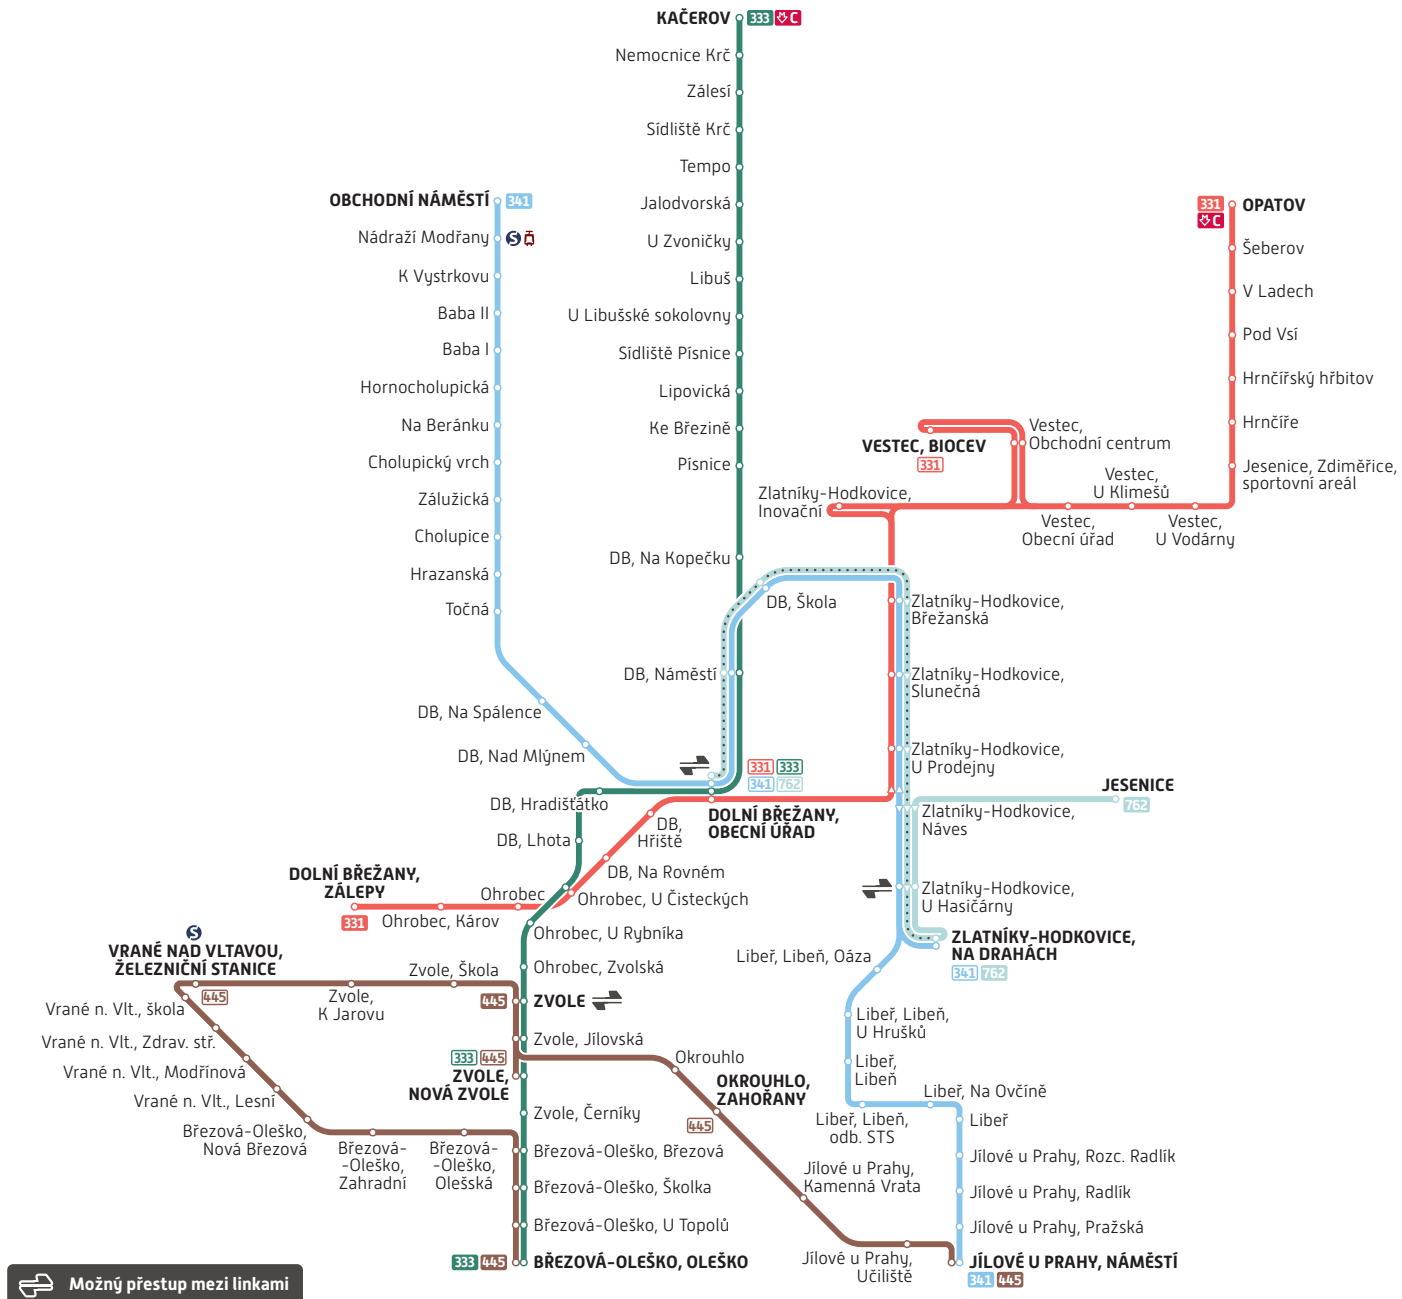 KAČEROV 333 C
Nemocnice Krč
Zálesí
Sídliště Krč
Tempo
Jalodvorská
U Zvoničky
Libuš
U Libušské sokolovny
Sídliště Písnice
Lipovická
Ke Březině
Písnice
DB, Na Kopečku
DB, Náměstí
OBCHODNÍ NÁMĚSTÍ 341
Nádraží Modřany S
K Vystrkovu
Baba II
Baba I
Hornocholupická
Na Beránku
Cholupický vrch
Zálužická
Cholupice
Hrazanská
Točná
DB, Na Spálence
DB, Nad Mlýnem
331 OPATOV
C
Šeberov
V Ladech
Pod Vsí
Hrnčířský hřbitov
Hrnčíře
Jesenice, Zdiměřice,
sportovní areál
Vestec,
U Vodárny
Vestec,
U Klimešů
Vestec,
Obecní úřad
Vestec,
Obchodní centrum
VESTEC, BIOCEV
331
Zlatníky-Hodkovice,
Inovační
DB, Škola
Zlatníky-Hodkovice,
Břežanská
Zlatníky-Hodkovice,
Slunečná
Zlatníky-Hodkovice,
U Prodejny
JESENICE
762
Zlatníky-Hodkovice,
Náves
Zlatníky-Hodkovice,
U Hasičárny
ZLATNÍKY-HODKOVICE,
NA DRAHÁCH
341 762
331 333
341 762
DOLNÍ BŘEŽANY,
OBECNÍ ÚŘAD
DB, Hradišťátko
DB, Lhota
DB,
Hřiště
DB, Na Rovném
Ohrobec, U Čisteckých
Ohrobec
Ohrobec, Károv
DOLNÍ BŘEŽANY,
ZÁLEPY
331
Ohrobec, U Rybníka
Ohrobec, Zvolská
S
VRANÉ NAD VLTAVOU,
ŽELEZNIČNÍ STANICE
445
Zvole, Škola
Zvole,
K Jarovu
445 ZVOLE
Zvole, Jílovská
333 445
ZVOLE,
NOVÁ ZVOLE
Zvole, Černíky
Vrané n. Vlt., škola
Vrané n. Vlt., Zdrav. stř.
Vrané n. Vlt., Modřínová
Vrané n. Vlt., Lesní
Březová-Oleško,
Nová Březová
Březová-
-Oleško,
Zahradní
Březová-
-Oleško,
Olešská
Březová-Oleško, Březová
Březová-Oleško, Školka
Březová-Oleško, U Topolů
333 445 BŘEZOVÁ-OLEŠKO, OLEŠKO
Okrouhlo
OKROUHLO,
ZAHOŘANY
445
Jílové u Prahy,
Kamenná Vrata
Jílové u Prahy,
Učiliště
Libeř, Libeň, Oáza
Libeř, Libeň,
U Hrušků
Libeř,
Libeň
Libeř, Libeň,
odb. STS
Libeř, Na Ovčíně
Libeř
Jílové u Prahy, Rozc. Radlík
Jílové u Prahy, Radlík
Jílové u Prahy, Pražská
JÍLOVÉ U PRAHY, NÁMĚSTÍ
341 445
Možný přestup mezi linkami